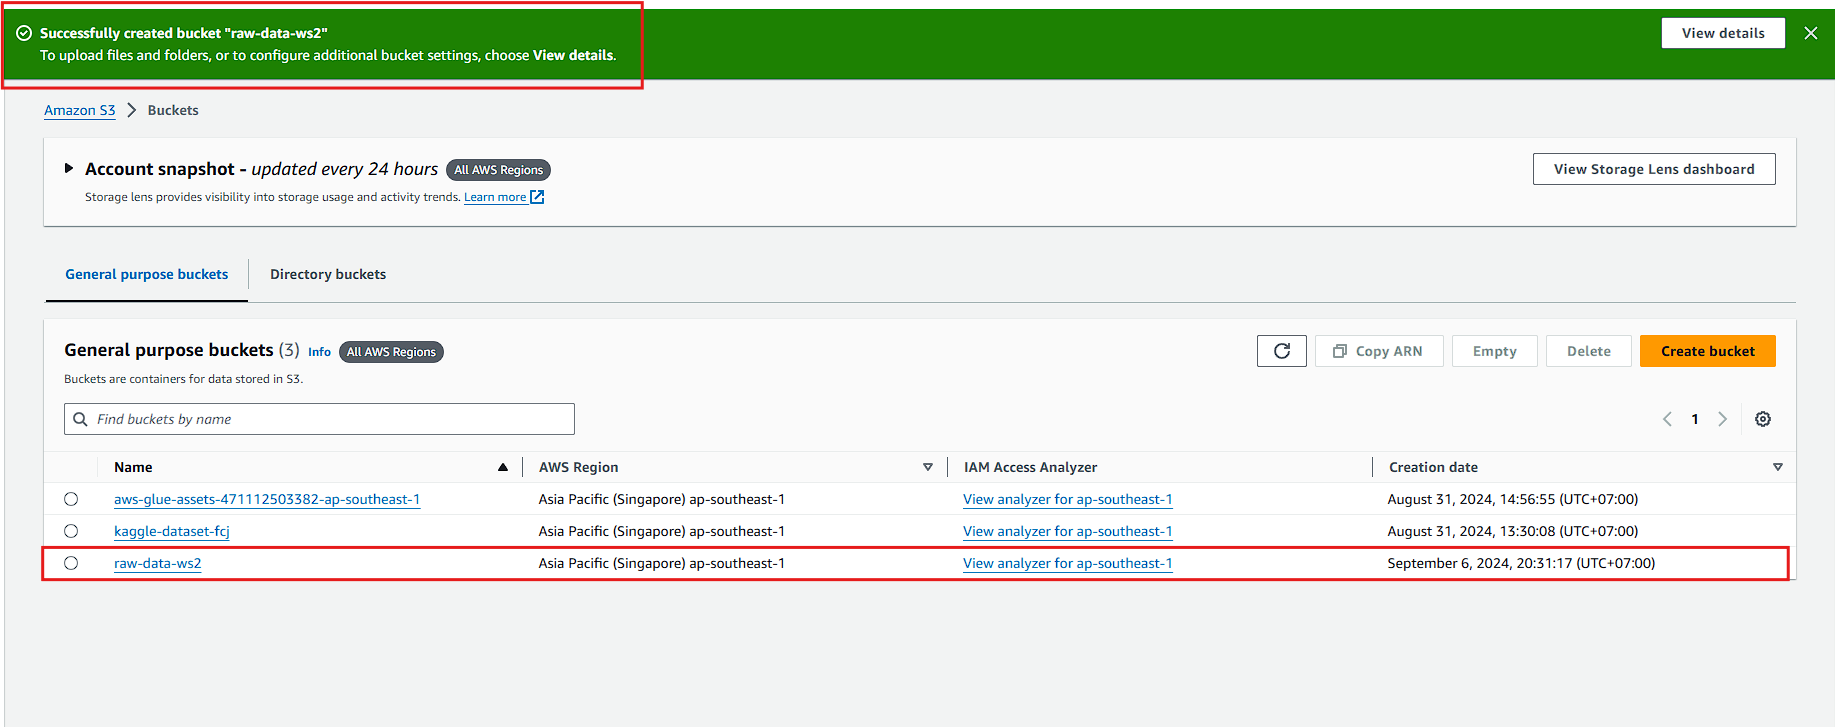 Successfully created bucket "raw-data-ws2"
To upload files and folders, or to configure additional bucket settings, choose View details.
View details
Amazon S3 Buckets
Account snapshot - updated every 24 hours All AWS Regions
View Storage Lens dashboard
Storage lens provides visibility into storage usage and activity trends. Learn more
General purpose buckets Directory buckets
General purpose buckets (3) Info All AWS Regions
Copy ARN Empty Delete Create bucket
Buckets are containers for data stored in S3.
Find buckets by name
1
Name AWS Region IAM Access Analyzer Creation date
aws-glue-assets-471112503382-ap-southeast-1 Asia Pacific (Singapore) ap-southeast-1 View analyzer for ap-southeast-1 August 31, 2024, 14:56:55 (UTC+07:00)
kaggle-dataset-fcj Asia Pacific (Singapore) ap-southeast-1 View analyzer for ap-southeast-1 August 31, 2024, 13:30:08 (UTC+07:00)
raw-data-ws2 Asia Pacific (Singapore) ap-southeast-1 View analyzer for ap-southeast-1 September 6, 2024, 20:31:17 (UTC+07:00)